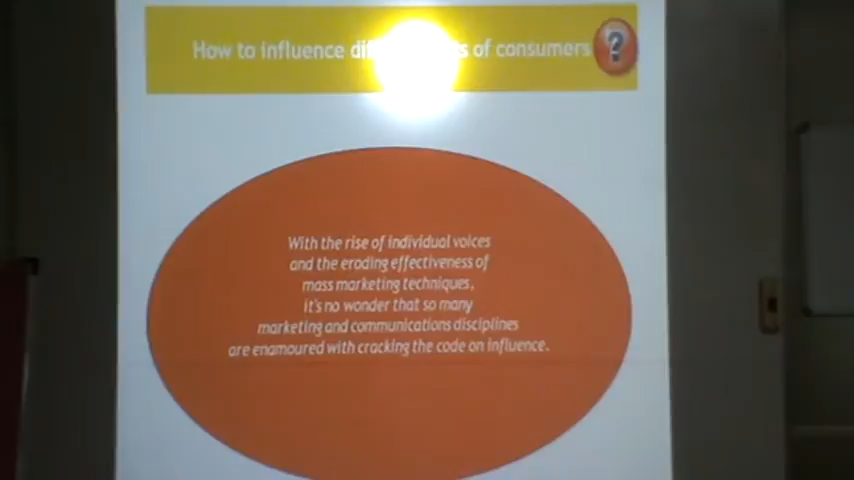 How to influence of consumers ?
With the rise of individual voices
and the eroding effectiveness of
mass marketing techniques,
it's no wonder that so many
marketing and communications disciplines
are enamoured with cracking the code on influence.